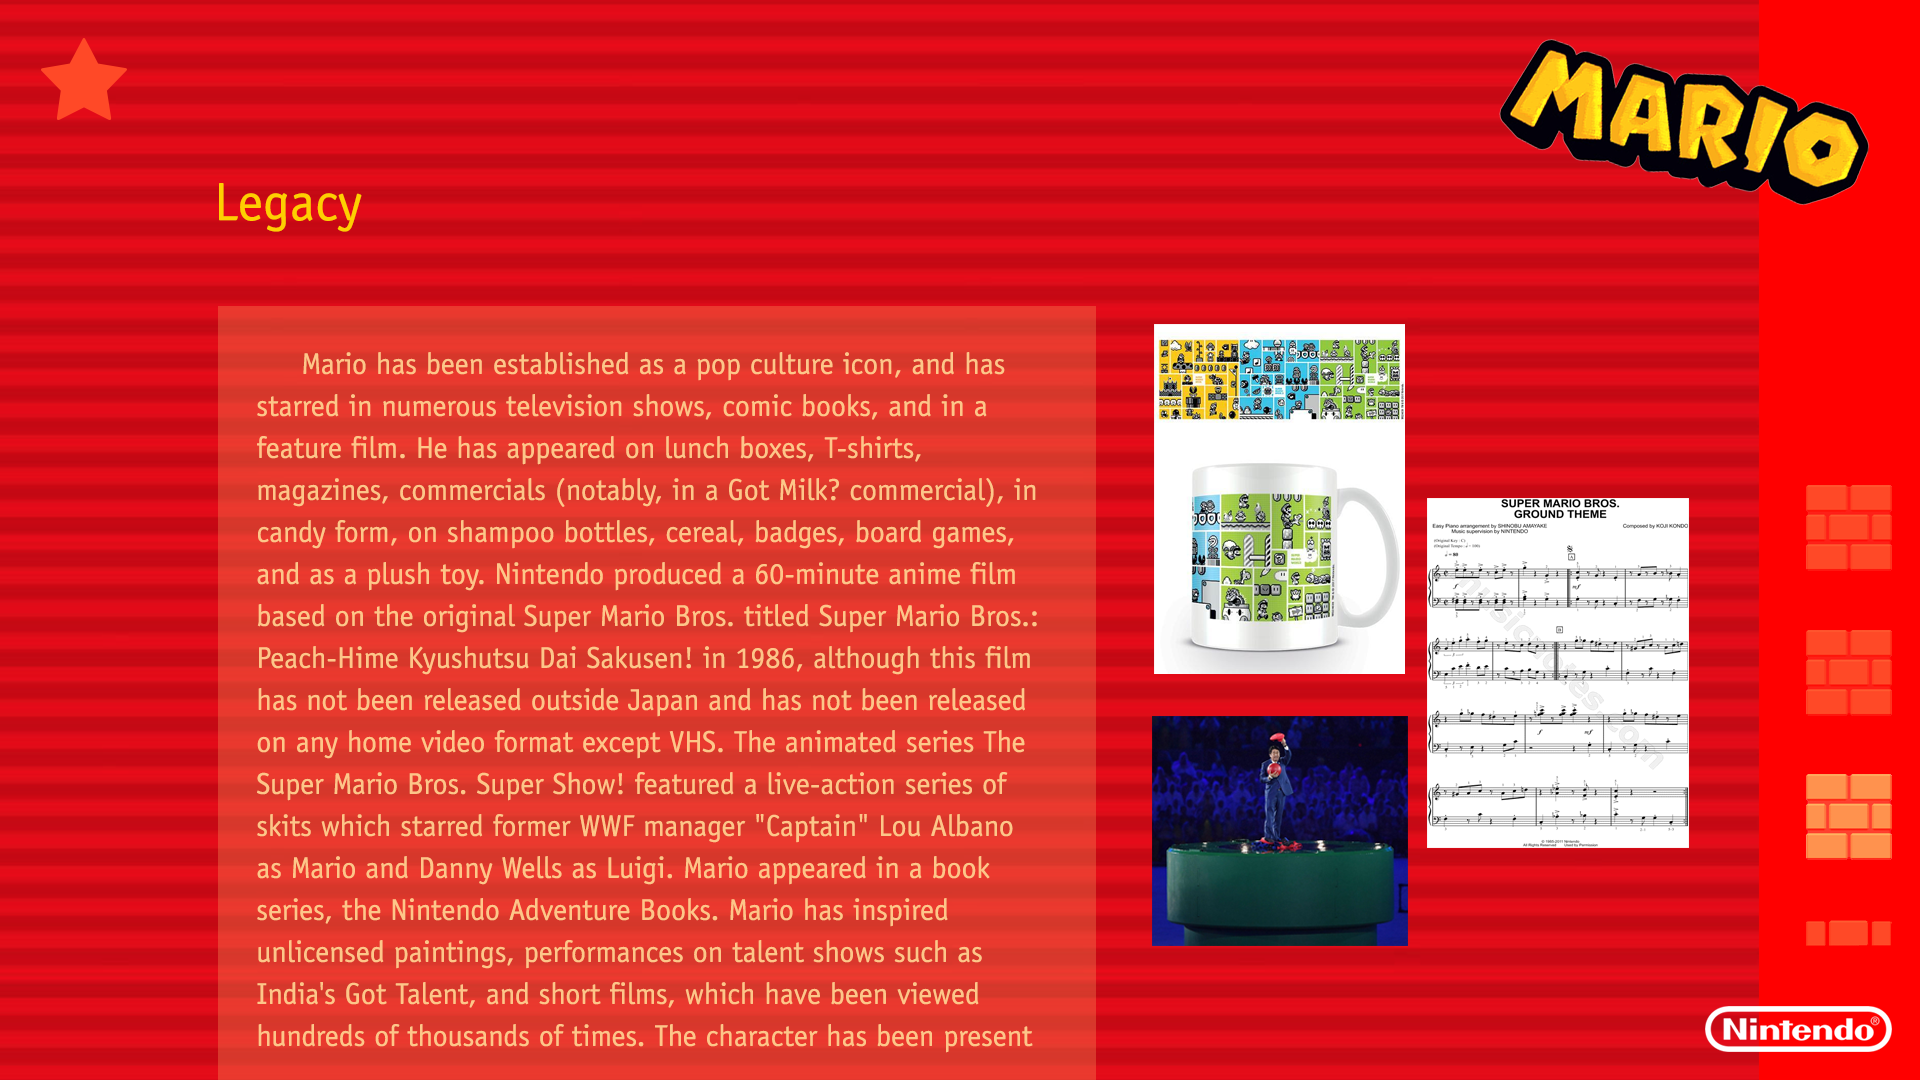 MARIO
Legacy
Mario has been established as a pop culture icon, and has
starred in numerous television shows, comic books, and in a
feature film. He has appeared on lunch boxes, T-shirts,
magazines, commercials (notably, in a Got Milk? commercial), in
candy form, on shampoo bottles, cereal, badges, board games,
and as a plush toy. Nintendo produced a 60-minute anime film
based on the original Super Mario Bros. titled Super Mario Bros.:
Peach-Hime Kyushutsu Dai Sakusen! in 1986, although this film
has not been released outside Japan and has not been released
on any home video format except VHS. The animated series The
Super Mario Bros. Super Show! featured a live-action series of
skits which starred former WWF manager "Captain" Lou Albano
as Mario and Danny Wells as Luigi. Mario appeared in a book
series, the Nintendo Adventure Books. Mario has inspired
unlicensed paintings, performances on talent shows such as
India's Got Talent, and short films, which have been viewed
hundreds of thousands of times. The character has been present
SUPER MARIO BROS.
GROUND THEME
Easy Piano arrangement by SHINOBU AMAYAKE
Music supervision by NINTENDO
Composed by KOJI KONDO
Nintendo®